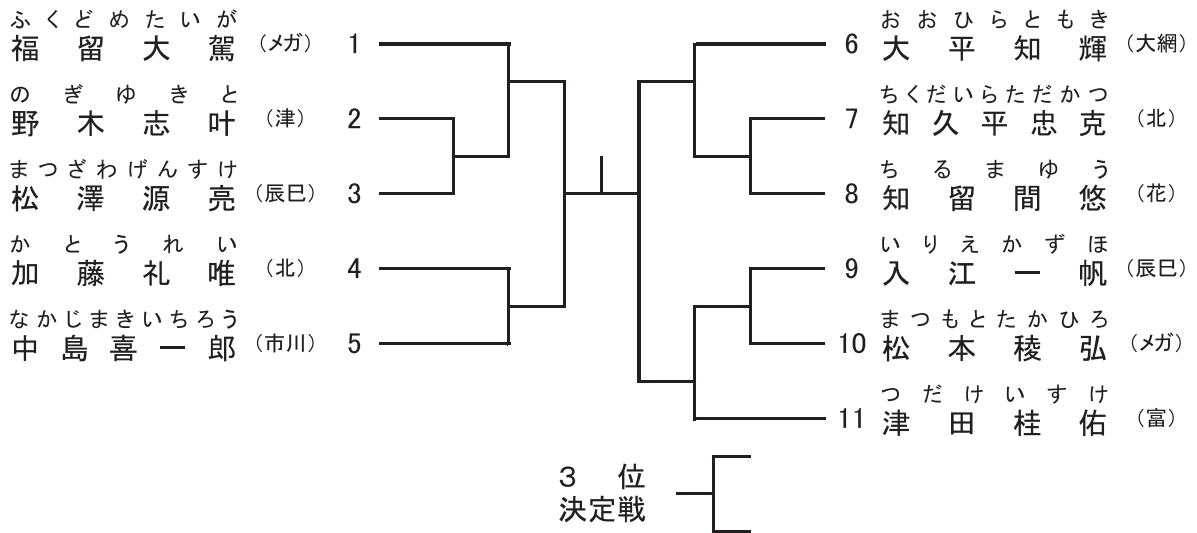 ふくどめたいが
福留大駕 (メガ) 1
のぎゆきと
野木志叶 (津) 2
まつざわげんすけ
松澤源亮 (辰巳) 3
かとうれい
加藤礼唯 (北) 4
なかじまきいちろう
中島喜一郎 (市川) 5
おおひらともき
6 大平知輝 (大網)
ちくだいらただかつ
7 知久平忠克 (北)
ちるまゆう
8 知留間悠 (花)
いりえかずほ
9 入江一帆 (辰巳)
まつもとたかひろ
10 松本稜弘 (メガ)
つだけいすけ
11 津田桂佑 (富)
3位
決定戦